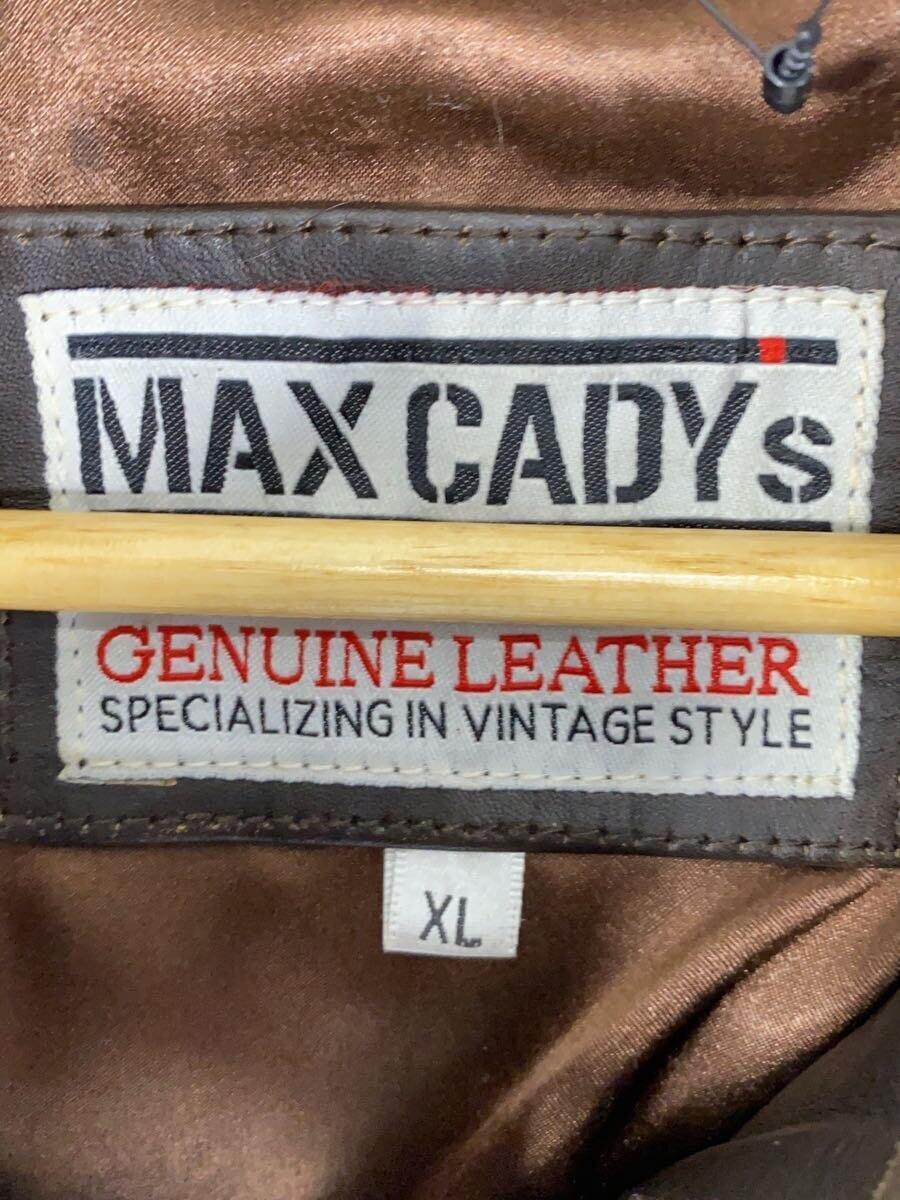 MAX CADYs
GENUINE LEATHER
SPECIALIZING IN VINTAGE STYLE
XL